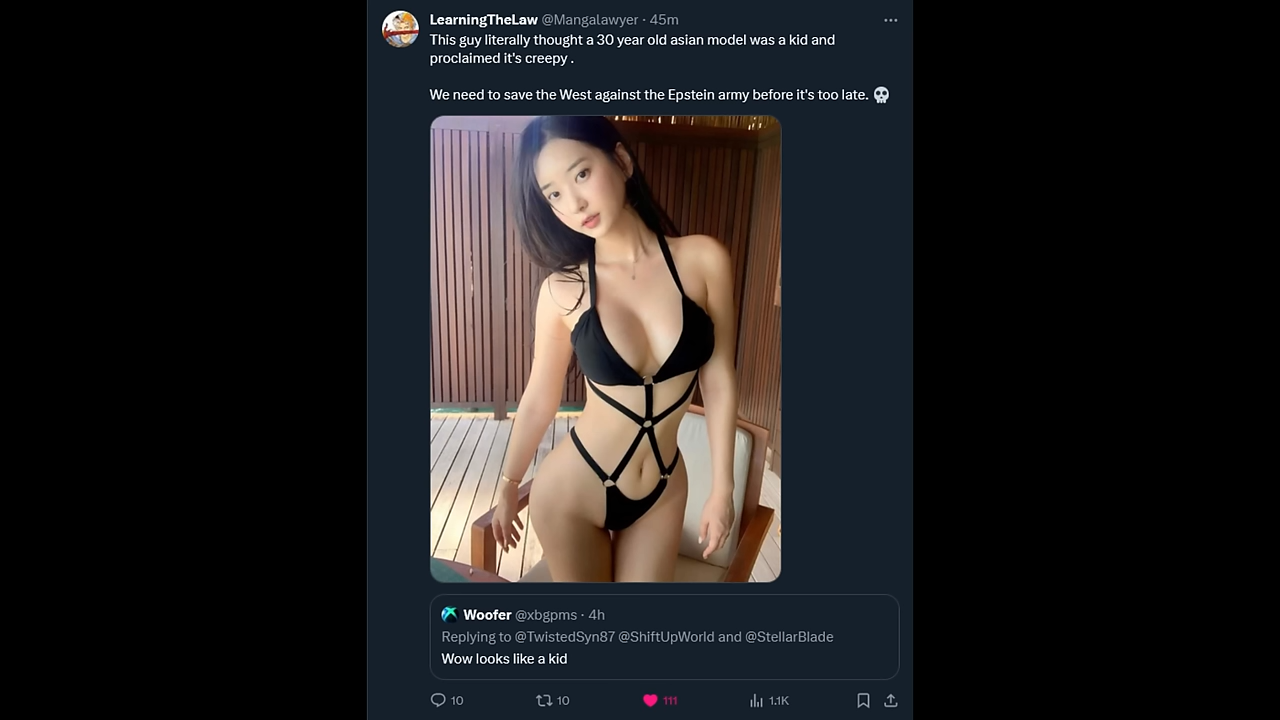 LearningTheLaw @Mangalawyer · 45m
This guy literally thought a 30 year old asian model was a kid and
proclaimed it's creepy .
We need to save the West against the Epstein army before it's too late. 💀
Woofer @xbgpms · 4h
Replying to @TwistedSyn87 @ShiftUpWorld and @StellarBlade
Wow looks like a kid
10 10 111 1.1K